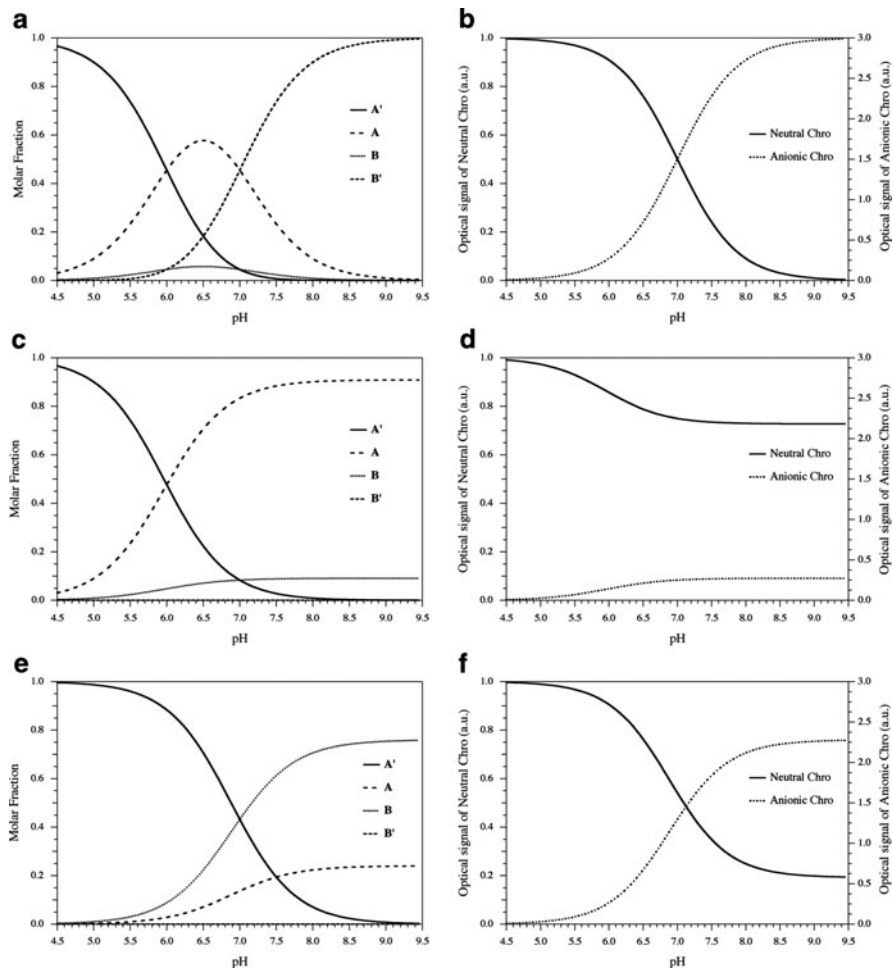 a
Molar Fraction
1.0
0.8
0.6
0.4
0.2
0.0
A'
A
B
B'
4.5 5.0 5.5 6.0 6.5 7.0 7.5 8.0 8.5 9.0 9.5
pH
b
Optical signal of Neutral Chro (a.u.)
1.0
0.8
0.6
0.4
0.2
0.0
Neutral Chro
Anionic Chro
3.0
2.5
2.0
1.5
1.0
0.5
0.0
Optical signal of Anionic Chro (a.u.)
4.5 5.0 5.5 6.0 6.5 7.0 7.5 8.0 8.5 9.0 9.5
pH
c
Molar Fraction
1.0
0.8
0.6
0.4
0.2
0.0
A'
A
B
B'
4.5 5.0 5.5 6.0 6.5 7.0 7.5 8.0 8.5 9.0 9.5
pH
d
Optical signal of Neutral Chro (a.u.)
1.0
0.8
0.6
0.4
0.2
0.0
Neutral Chro
Anionic Chro
3.0
2.5
2.0
1.5
1.0
0.5
0.0
Optical signal of Anionic Chro (a.u.)
4.5 5.0 5.5 6.0 6.5 7.0 7.5 8.0 8.5 9.0 9.5
pH
e
Molar Fraction
1.0
0.8
0.6
0.4
0.2
0.0
A'
A
B
B'
4.5 5.0 5.5 6.0 6.5 7.0 7.5 8.0 8.5 9.0 9.5
pH
f
Optical signal of Neutral Chro (a.u.)
1.0
0.8
0.6
0.4
0.2
0.0
Neutral Chro
Anionic Chro
3.0
2.5
2.0
1.5
1.0
0.5
0.0
Optical signal of Anionic Chro (a.u.)
4.5 5.0 5.5 6.0 6.5 7.0 7.5 8.0 8.5 9.0 9.5
pH